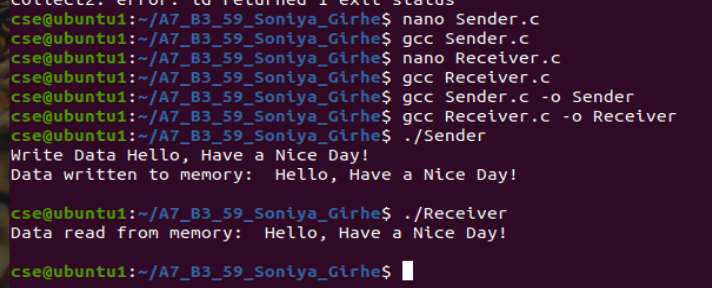 collect2: error: ld returned 1 exit status
cse@ubuntu1:~/A7_B3_59_Soniya_Girhe$ nano Sender.c
cse@ubuntu1:~/A7_B3_59_Soniya_Girhe$ gcc Sender.c
cse@ubuntu1:~/A7_B3_59_Soniya_Girhe$ nano Receiver.c
cse@ubuntu1:~/A7_B3_59_Soniya_Girhe$ gcc Receiver.c
cse@ubuntu1:~/A7_B3_59_Soniya_Girhe$ gcc Sender.c -o Sender
cse@ubuntu1:~/A7_B3_59_Soniya_Girhe$ gcc Receiver.c -o Receiver
cse@ubuntu1:~/A7_B3_59_Soniya_Girhe$ ./Sender
Write Data Hello, Have a Nice Day!
Data written to memory:  Hello, Have a Nice Day!
cse@ubuntu1:~/A7_B3_59_Soniya_Girhe$ ./Receiver
Data read from memory:  Hello, Have a Nice Day!
cse@ubuntu1:~/A7_B3_59_Soniya_Girhe$